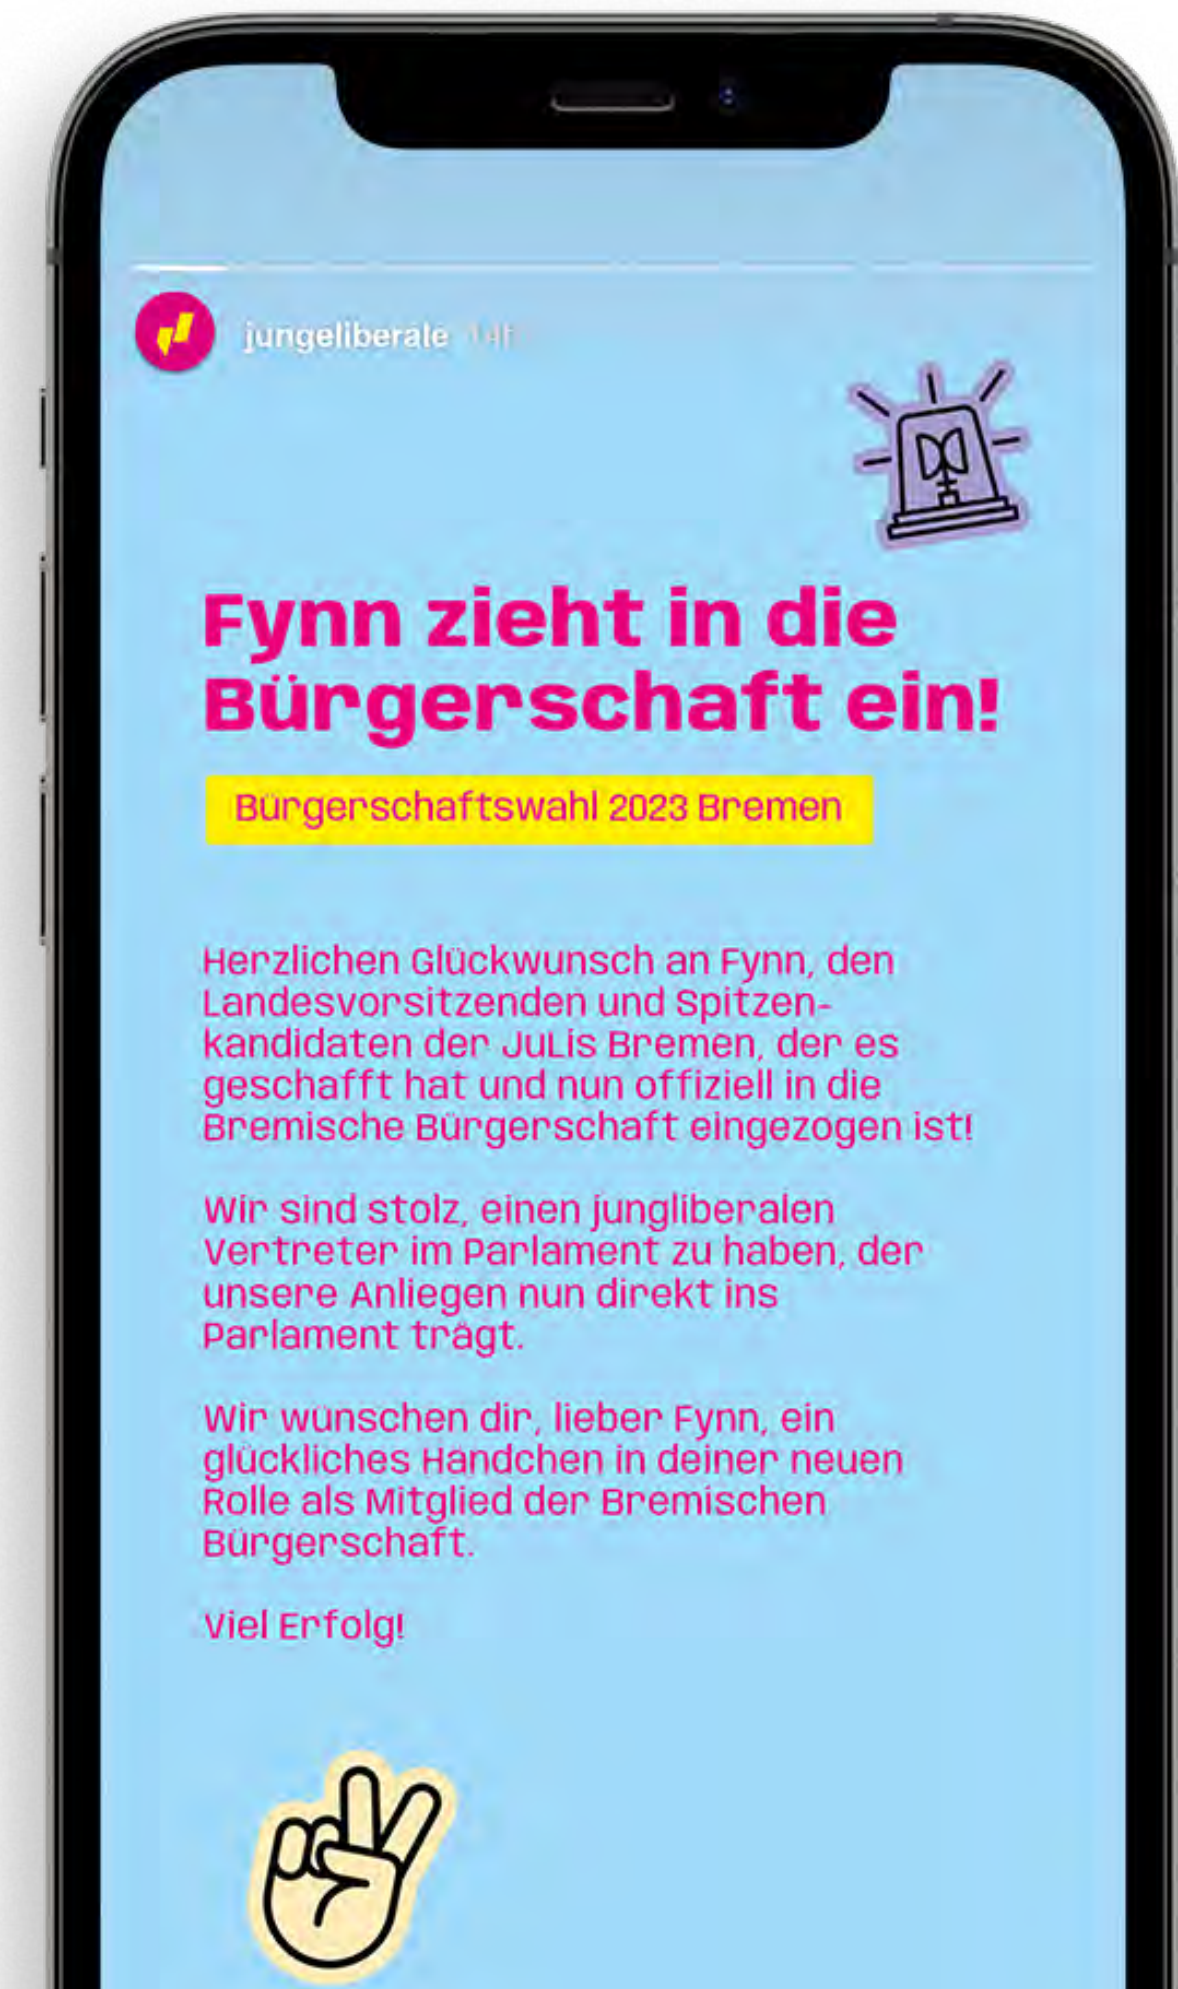 jungeliberale 14h
Fynn zieht in die
Bürgerschaft ein!
Bürgerschaftswahl 2023 Bremen
Herzlichen Glückwunsch an Fynn, den
Landesvorsitzenden und Spitzen-
kandidaten der JuLis Bremen, der es
geschafft hat und nun offiziell in die
Bremische Bürgerschaft eingezogen ist!
Wir sind stolz, einen jungliberalen
Vertreter im Parlament zu haben, der
unsere Anliegen nun direkt ins
Parlament trägt.
Wir wünschen dir, lieber Fynn, ein
glückliches Händchen in deiner neuen
Rolle als Mitglied der Bremischen
Bürgerschaft.
Viel Erfolg!